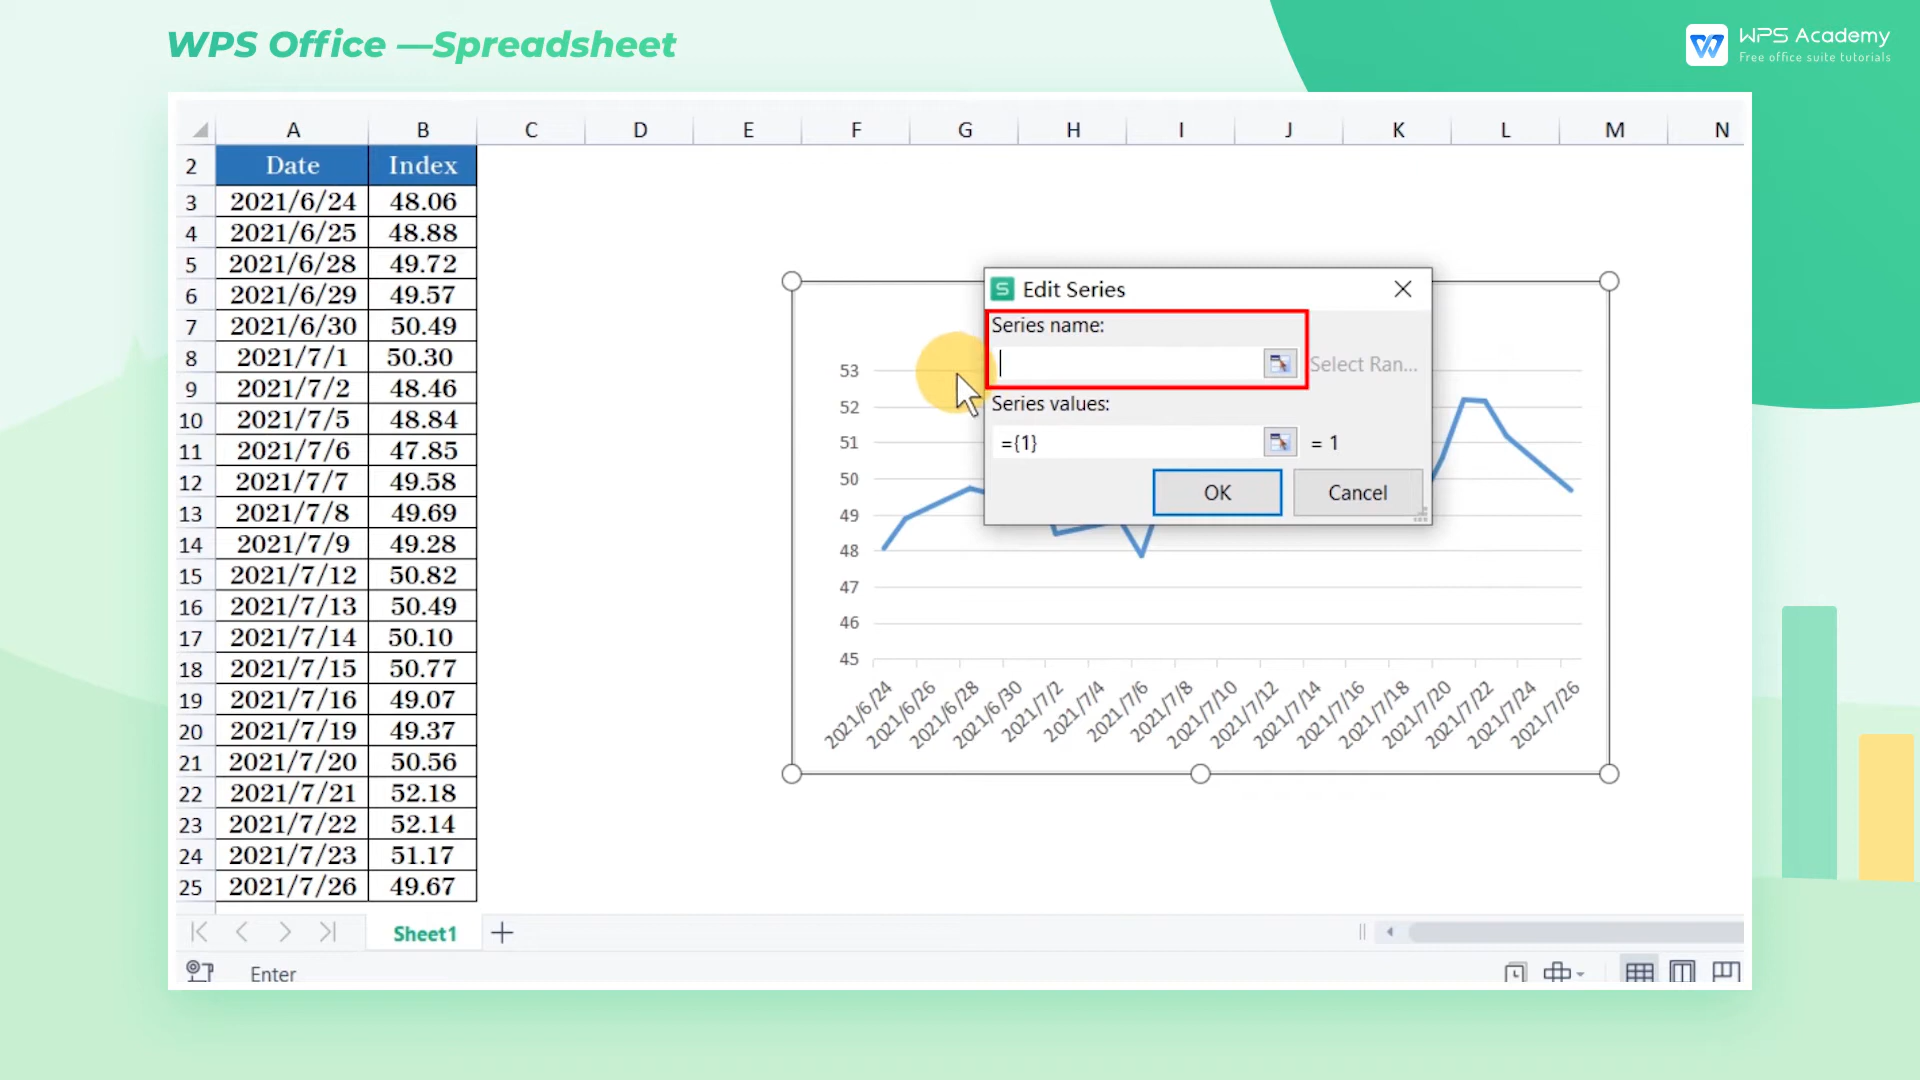 WPS Office —Spreadsheet
WPS Academy
Free office suite tutorials
A B C D E F G H I J K L M N
2 Date Index
3 2021/6/24 48.06
4 2021/6/25 48.88
5 2021/6/28 49.72
6 2021/6/29 49.57
7 2021/6/30 50.49
8 2021/7/1 50.30
9 2021/7/2 48.46
10 2021/7/5 48.84
11 2021/7/6 47.85
12 2021/7/7 49.58
13 2021/7/8 49.69
14 2021/7/9 49.28
15 2021/7/12 50.82
16 2021/7/13 50.49
17 2021/7/14 50.10
18 2021/7/15 50.77
19 2021/7/16 49.07
20 2021/7/19 49.37
21 2021/7/20 50.56
22 2021/7/21 52.18
23 2021/7/22 52.14
24 2021/7/23 51.17
25 2021/7/26 49.67
Edit Series
Series name:
Select Ran...
Series values:
={1} = 1
OK Cancel
53
52
51
50
49
48
47
46
45
2021/6/24 2021/6/26 2021/6/28 2021/6/30 2021/7/2 2021/7/4 2021/7/6 2021/7/8 2021/7/10 2021/7/12 2021/7/14 2021/7/16 2021/7/18 2021/7/20 2021/7/22 2021/7/24 2021/7/26
Sheet1
Enter